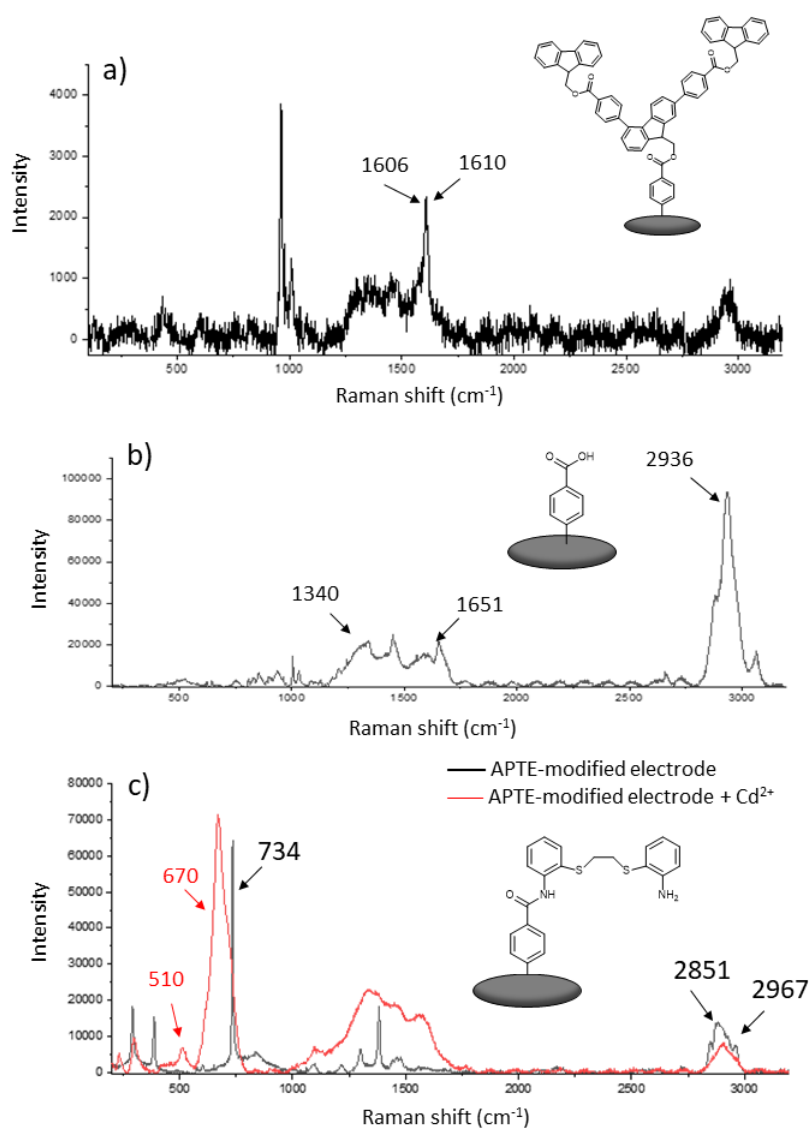 a)
4000
3000
2000
1000
0
Intensity
1606
1610
O
O
O
O
O
O
500
1000
1500
2000
2500
3000
Raman shift (cm⁻¹)
b)
100000
80000
60000
40000
20000
0
Intensity
O
OH
2936
1340
1651
500
1000
1500
2000
2500
3000
Raman shift (cm⁻¹)
c)
APTE-modified electrode
APTE-modified electrode + Cd²⁺
80000
70000
60000
50000
40000
30000
20000
10000
0
Intensity
670
734
510
S
S
O
NH
NH₂
2851
2967
500
1000
1500
2000
2500
3000
Raman shift (cm⁻¹)